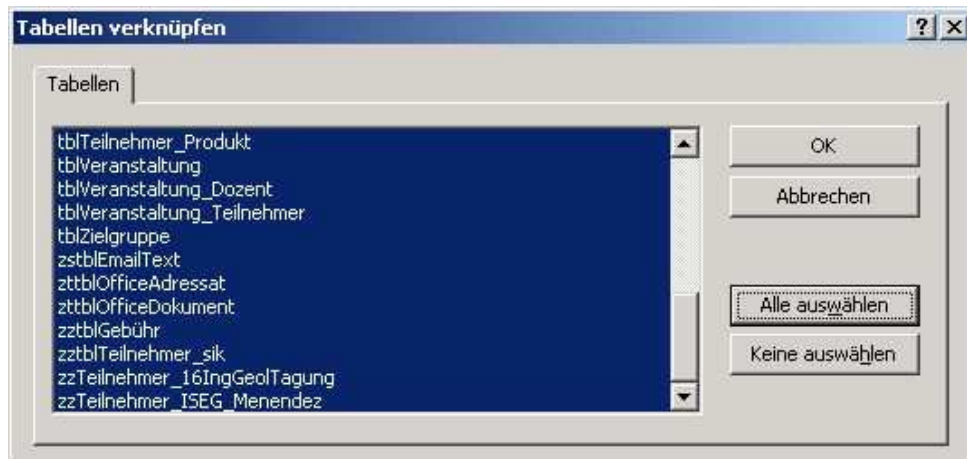 Tabellen verknüpfen
Tabellen
tblTeilnehmer_Produkt
tblVeranstaltung
tblVeranstaltung_Dozent
tblVeranstaltung_Teilnehmer
tblZielgruppe
zstblEmailText
zttblOfficeAdressat
zttblOfficeDokument
zztblGebühr
zztblTeilnehmer_sik
zzTeilnehmer_16IngGeolTagung
zzTeilnehmer_ISEG_Menendez
OK
Abbrechen
Alle auswählen
Keine auswählen